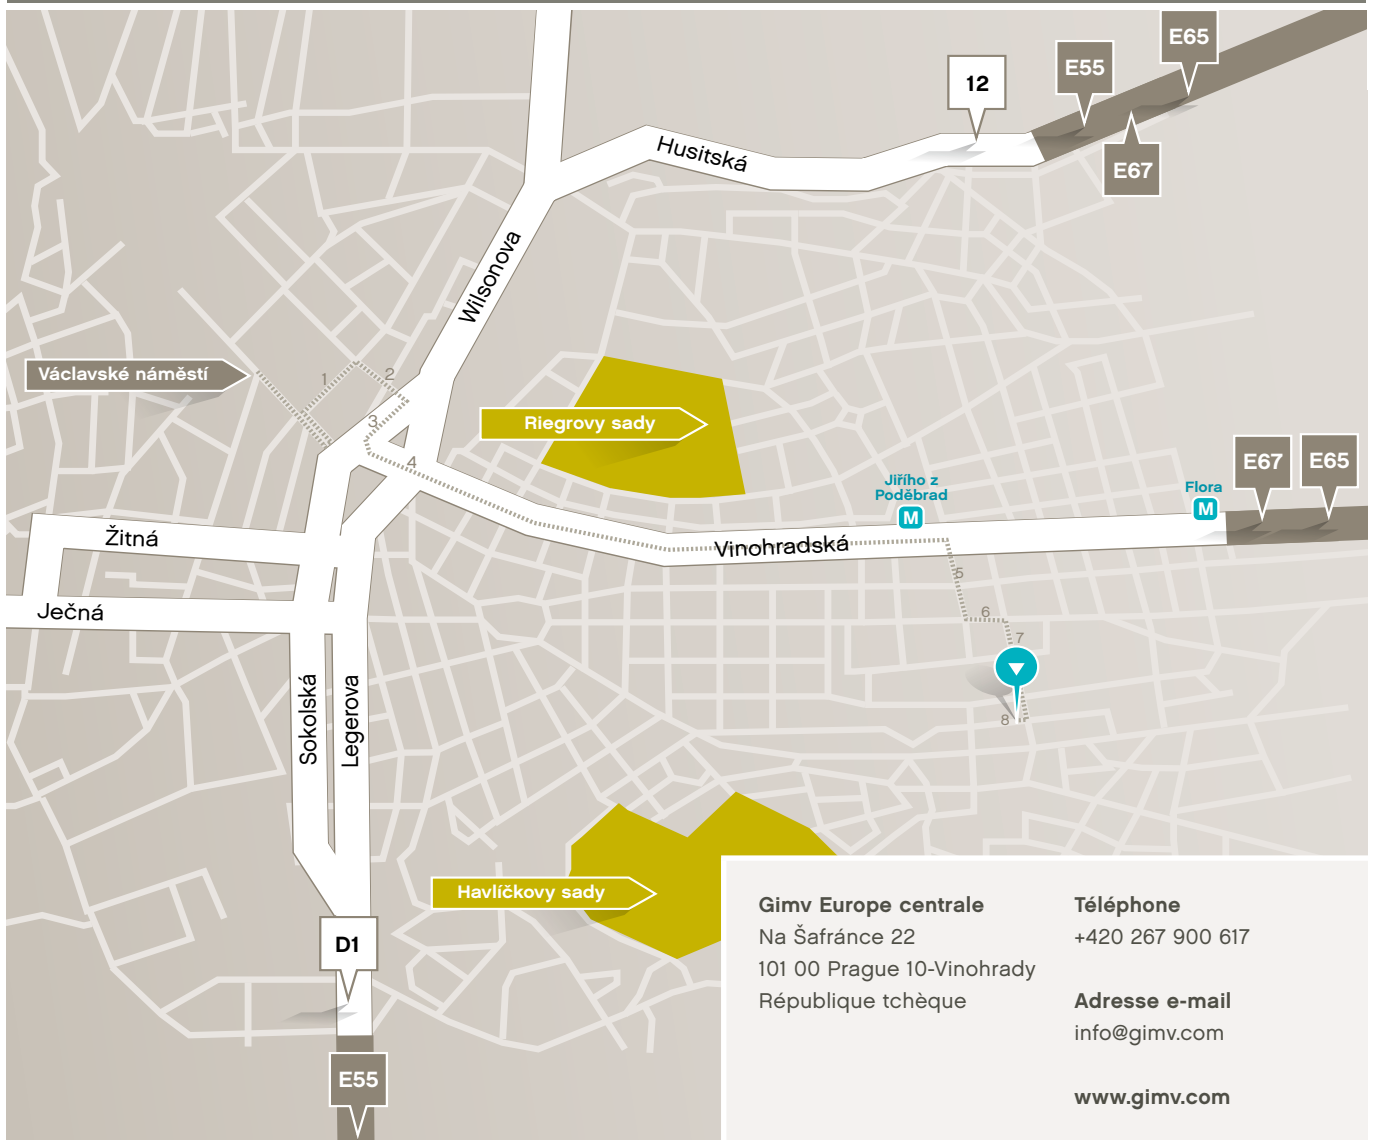 E65
E55
12
E67
Husitská
Wilsonova
Václavské náměstí
1
2
3
4
Riegrovy sady
Jiřího z
Poděbrad
M
Flora
M
E67
E65
Žitná
Vinohradská
5
6
7
8
Ječná
Sokolská
Legerova
Havlíčkovy sady
D1
E55
Gimv Europe centrale
Na Šafránce 22
101 00 Prague 10-Vinohrady
République tchèque
Téléphone
+420 267 900 617
Adresse e-mail
info@gimv.com
www.gimv.com